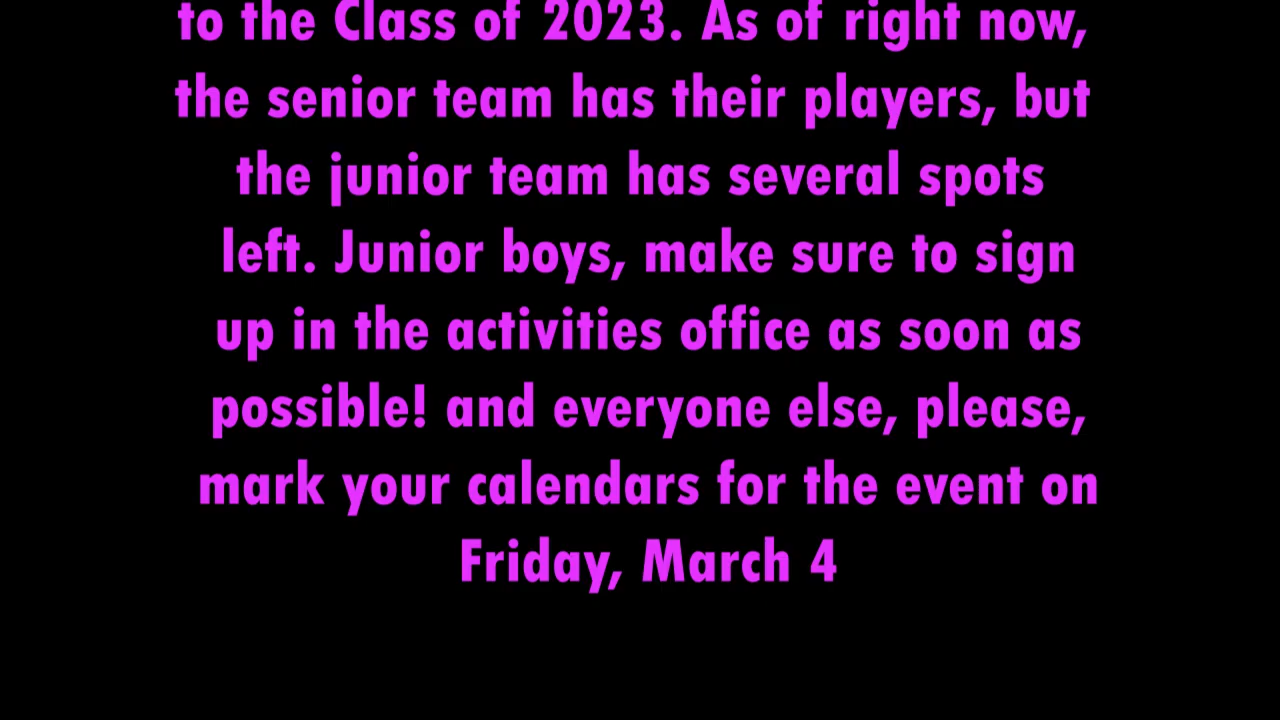 to the Class of 2023. As of right now,
the senior team has their players, but
the junior team has several spots
left. Junior boys, make sure to sign
up in the activities office as soon as
possible! and everyone else, please,
mark your calendars for the event on
Friday, March 4